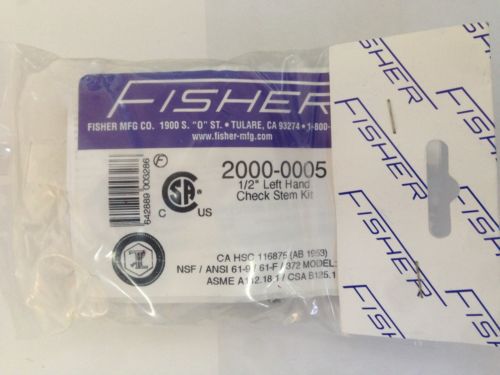 FISHER
FISHER MFG CO. 1900 S. "O" ST. • TULARE, CA 93274 • 1-800-
www.fisher-mfg.com
2000-0005
1/2" Left Hand
Check Stem Kit
642889 003286
F
C US
CA HSC 116875 (AB 1953)
NSF / ANSI 61-9 / 61-F / 372 MODEL:
ASME A112.18.1 / CSA B125.1
FISHER
FISHER
FISHER
FISHER
FISHER